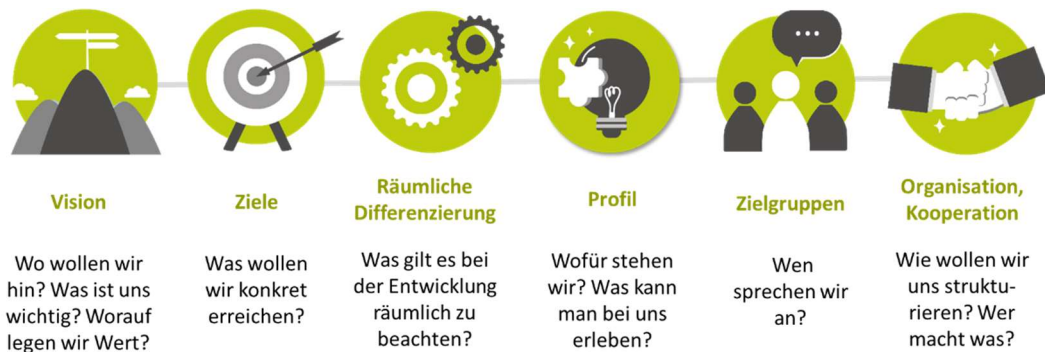 Vision
Wo wollen wir
hin? Was ist uns
wichtig? Worauf
legen wir Wert?
Ziele
Was wollen
wir konkret
erreichen?
Räumliche
Differenzierung
Was gilt es bei
der Entwicklung
räumlich zu
beachten?
Profil
Wofür stehen
wir? Was kann
man bei uns
erleben?
Zielgruppen
Wen
sprechen wir
an?
Organisation,
Kooperation
Wie wollen wir
uns struktu-
rieren? Wer
macht was?